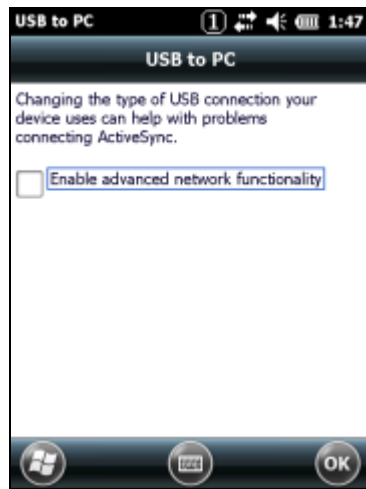 USB to PC 1 1:47
USB to PC
Changing the type of USB connection your
device uses can help with problems
connecting ActiveSync.
Enable advanced network functionality
OK